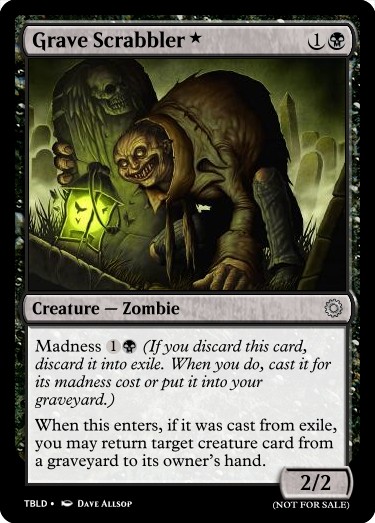 Grave Scrabbler ★ 1
Creature — Zombie
Madness 1 (If you discard this card,
discard it into exile. When you do, cast it for
its madness cost or put it into your
graveyard.)
When this enters, if it was cast from exile,
you may return target creature card from
a graveyard to its owner's hand.
2/2
TBLD • Dave Allsop
(NOT FOR SALE)